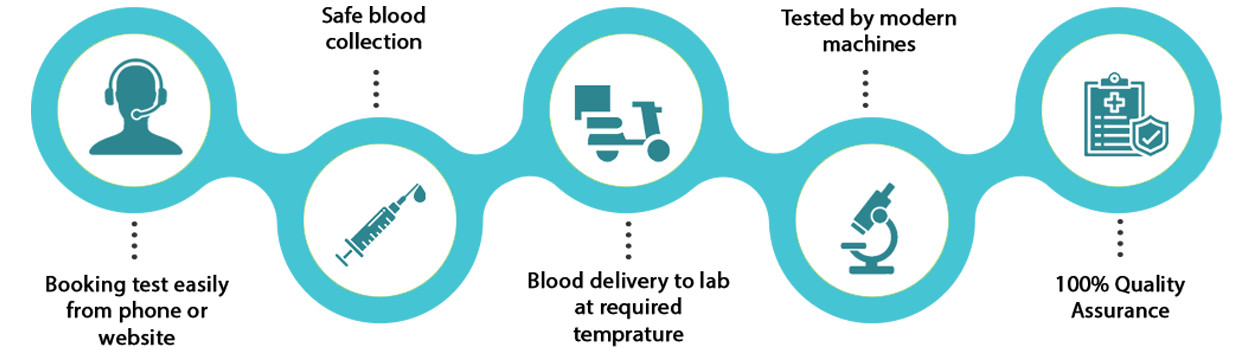 Booking test easily
from phone or
website
Safe blood
collection
Blood delivery to lab
at required
temprature
Tested by modern
machines
100% Quality
Assurance